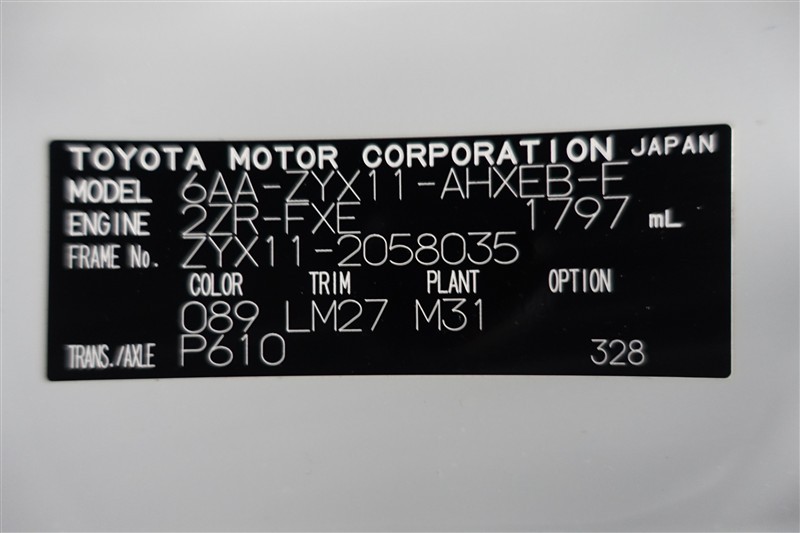 TOYOTA MOTOR CORPORATION JAPAN
MODEL 6AA-ZYX11-AHXEB-F
ENGINE 2ZR-FXE 1797 mL
FRAME No. ZYX11-2058035
COLOR TRIM PLANT OPTION
089 LM27 M31
TRANS./AXLE P610 328